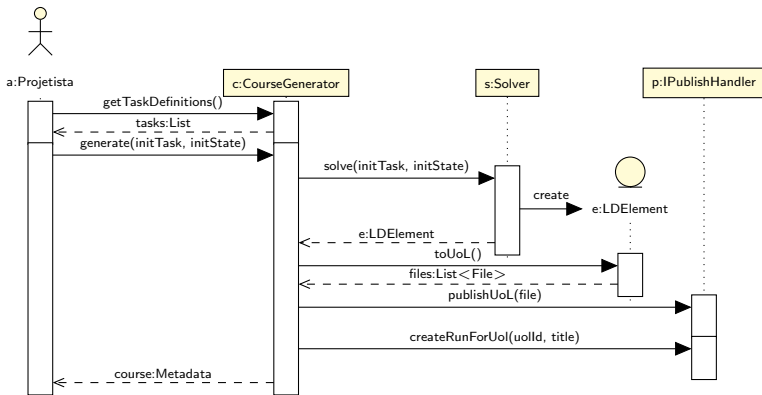 a:Projetista
c:CourseGenerator
s:Solver
p:IPublishHandler
getTaskDefinitions()
tasks:List
generate(initTask, initState)
solve(initTask, initState)
create
e:LDElement
e:LDElement
toUoL()
files:List<File>
publishUoL(file)
createRunForUol(uolId, title)
course:Metadata